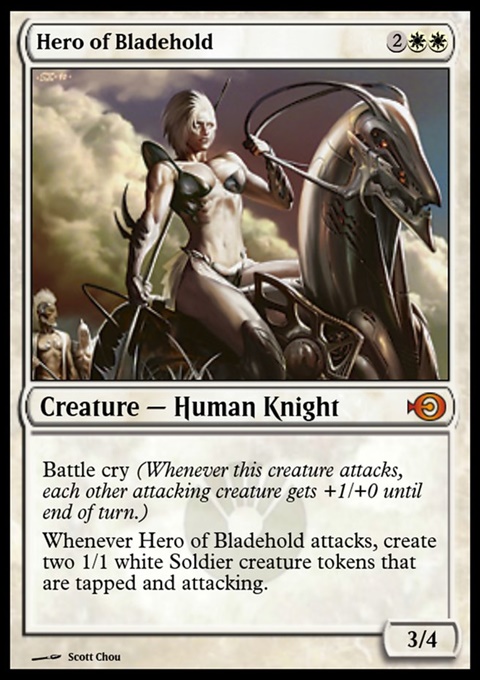 Hero of Bladehold 2
Creature — Human Knight
Battle cry (Whenever this creature attacks,
each other attacking creature gets +1/+0 until
end of turn.)
Whenever Hero of Bladehold attacks, create
two 1/1 white Soldier creature tokens that
are tapped and attacking.
3/4
Scott Chou